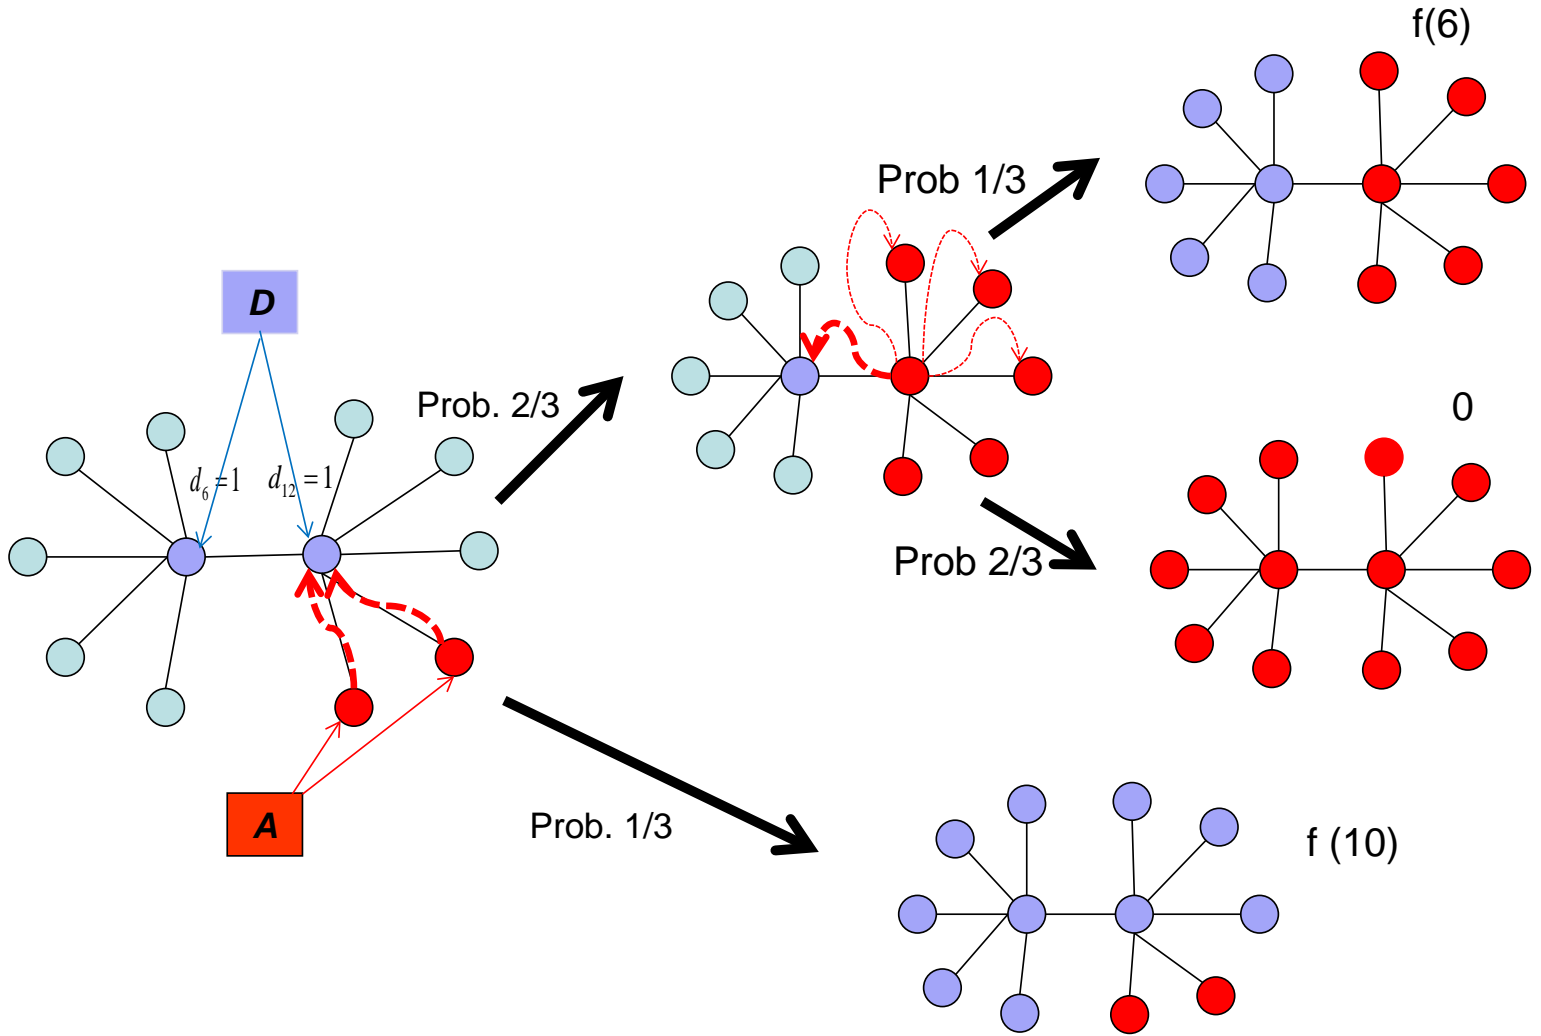 f(6)
Prob 1/3
D
Prob. 2/3
0
d6=1
d12=1
Prob 2/3
A
Prob. 1/3
f (10)